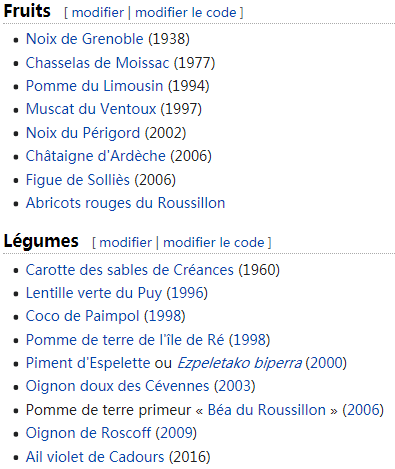 Fruits [ modifier | modifier le code ]
Noix de Grenoble (1938)
Chasselas de Moissac (1977)
Pomme du Limousin (1994)
Muscat du Ventoux (1997)
Noix du Périgord (2002)
Châtaigne d'Ardèche (2006)
Figue de Solliès (2006)
Abricots rouges du Roussillon
Légumes [ modifier | modifier le code ]
Carotte des sables de Créances (1960)
Lentille verte du Puy (1996)
Coco de Paimpol (1998)
Pomme de terre de l'île de Ré (1998)
Piment d'Espelette ou Ezpeletako biperra (2000)
Oignon doux des Cévennes (2003)
Pomme de terre primeur « Béa du Roussillon » (2006)
Oignon de Roscoff (2009)
Ail violet de Cadours (2016)